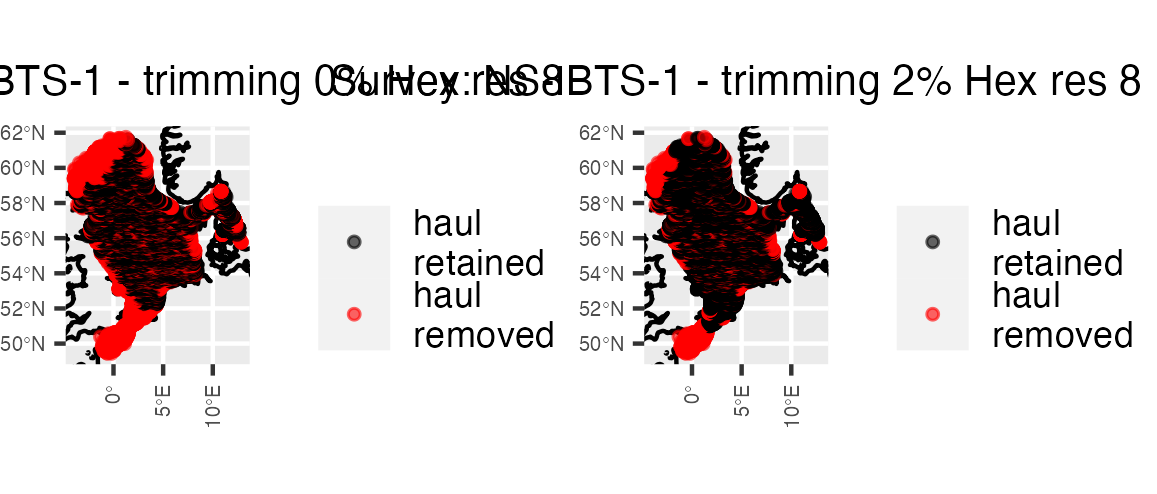 BTS-1 - trimming 0% Hex res 8
Survey: NS-IBTS-1 - trimming 2% Hex res 8
62°N
60°N
58°N
56°N
54°N
52°N
50°N
0°
5°E
10°E
haul
retained
haul
removed
62°N
60°N
58°N
56°N
54°N
52°N
50°N
0°
5°E
10°E
haul
retained
haul
removed